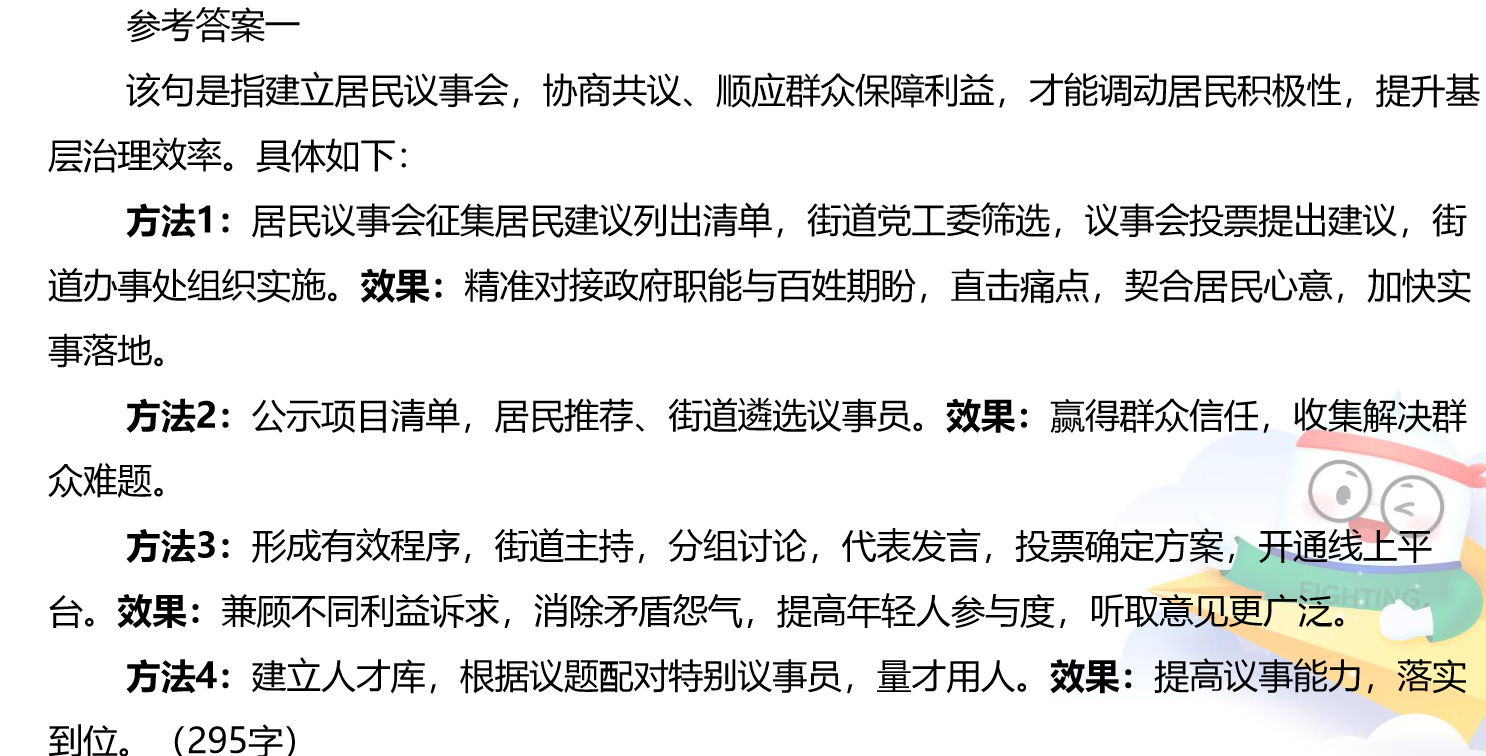 参考答案一
该句是指建立居民议事会，协商共议、顺应群众保障利益，才能调动居民积极性，提升基
层治理效率。具体如下：
方法1：居民议事会征集居民建议列出清单，街道党工委筛选，议事会投票提出建议，街
道办事处组织实施。效果：精准对接政府职能与百姓期盼，直击痛点，契合居民心意，加快实
事落地。
方法2：公示项目清单，居民推荐、街道遴选议事员。效果：赢得群众信任，收集解决群
众难题。
方法3：形成有效程序，街道主持，分组讨论，代表发言，投票确定方案，开通线上平
台。效果：兼顾不同利益诉求，消除矛盾怨气，提高年轻人参与度，听取意见更广泛。
FIGHTING.
方法4：建立人才库，根据议题配对特别议事员，量才用人。效果：提高议事能力，落实
到位。（295字）